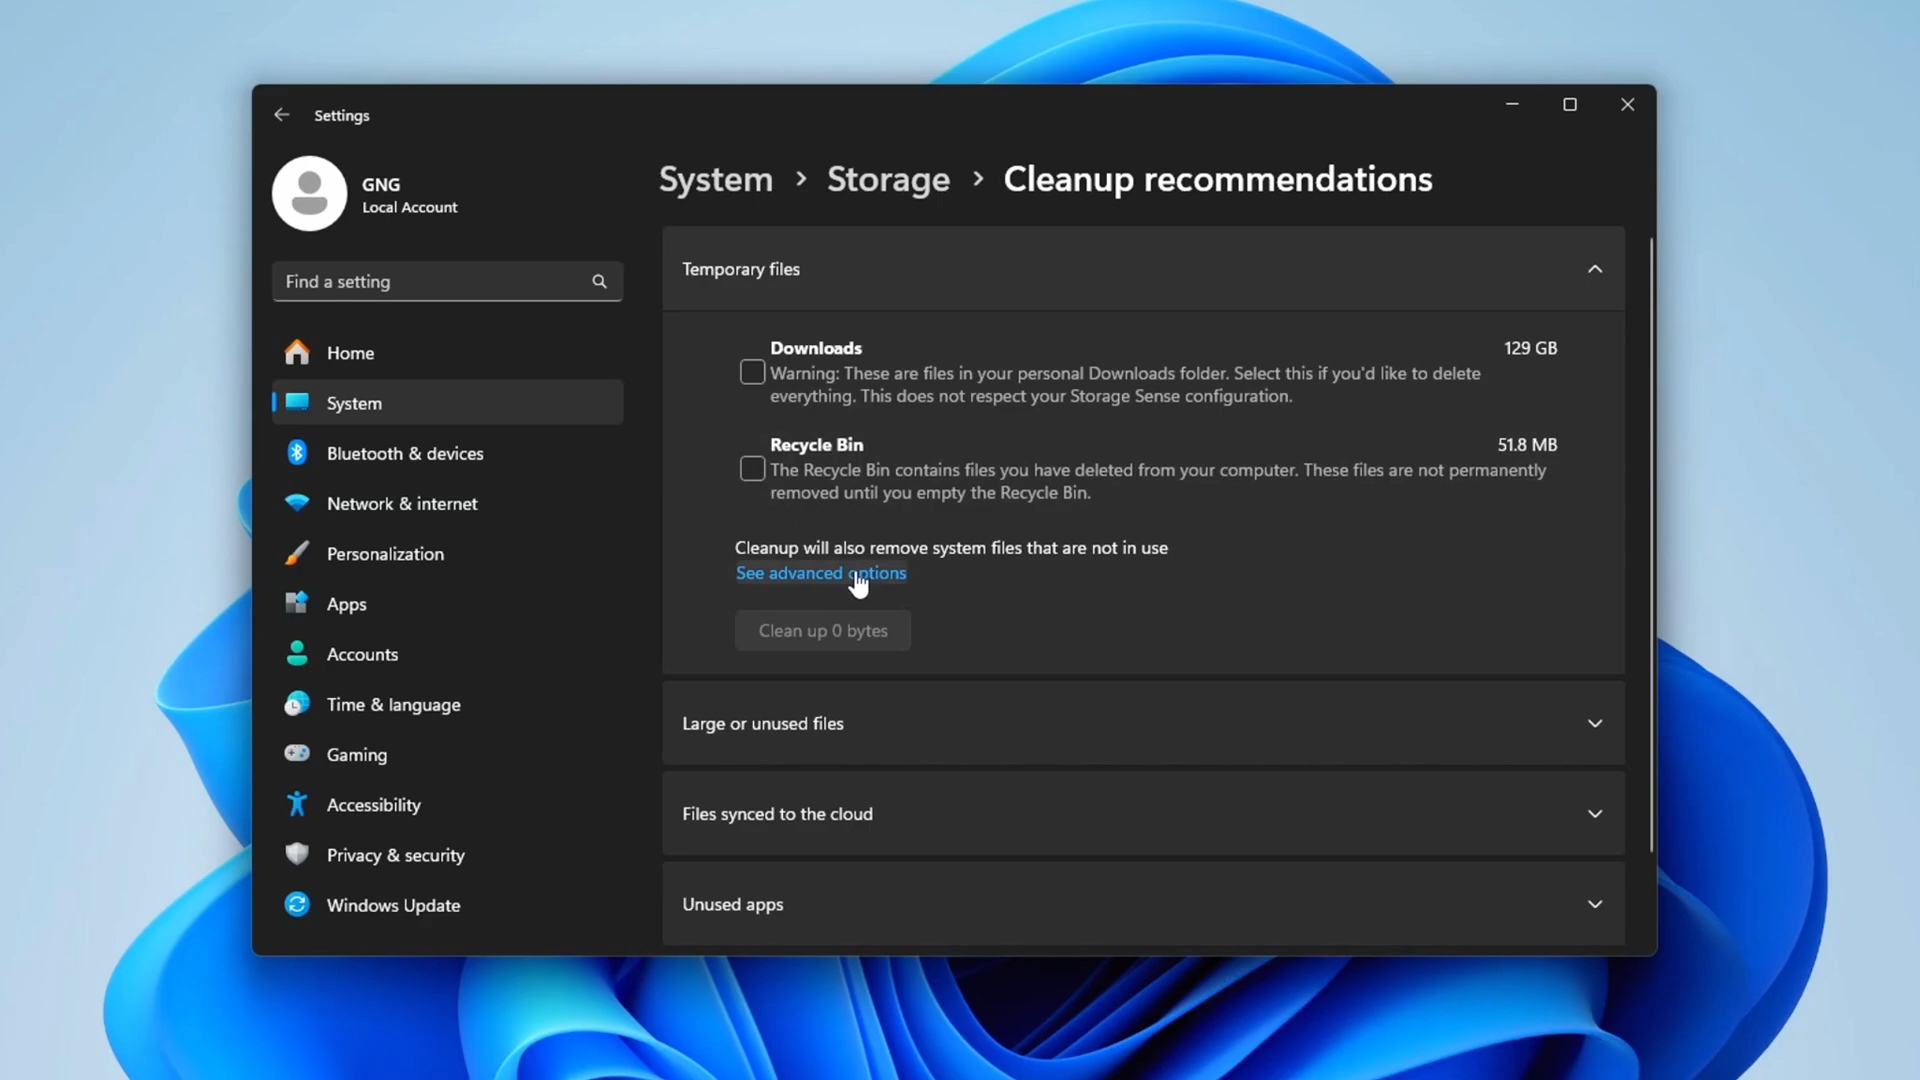 Settings
GNG
Local Account
Find a setting
Home
System
Bluetooth & devices
Network & internet
Personalization
Apps
Accounts
Time & language
Gaming
Accessibility
Privacy & security
Windows Update
System > Storage > Cleanup recommendations
Temporary files
Downloads 129 GB
Warning: These are files in your personal Downloads folder. Select this if you'd like to delete
everything. This does not respect your Storage Sense configuration.
Recycle Bin 51.8 MB
The Recycle Bin contains files you have deleted from your computer. These files are not permanently
removed until you empty the Recycle Bin.
Cleanup will also remove system files that are not in use
See advanced options
Clean up 0 bytes
Large or unused files
Files synced to the cloud
Unused apps